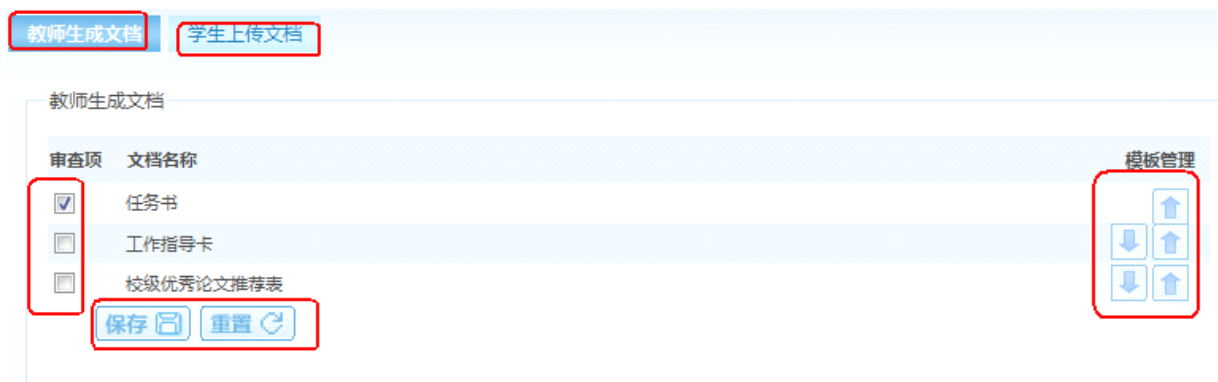 教师生成文档 学生上传文档
教师生成文档
审查项 文档名称 模板管理
任务书
工作指导卡
校级优秀论文推荐表
保存 重置